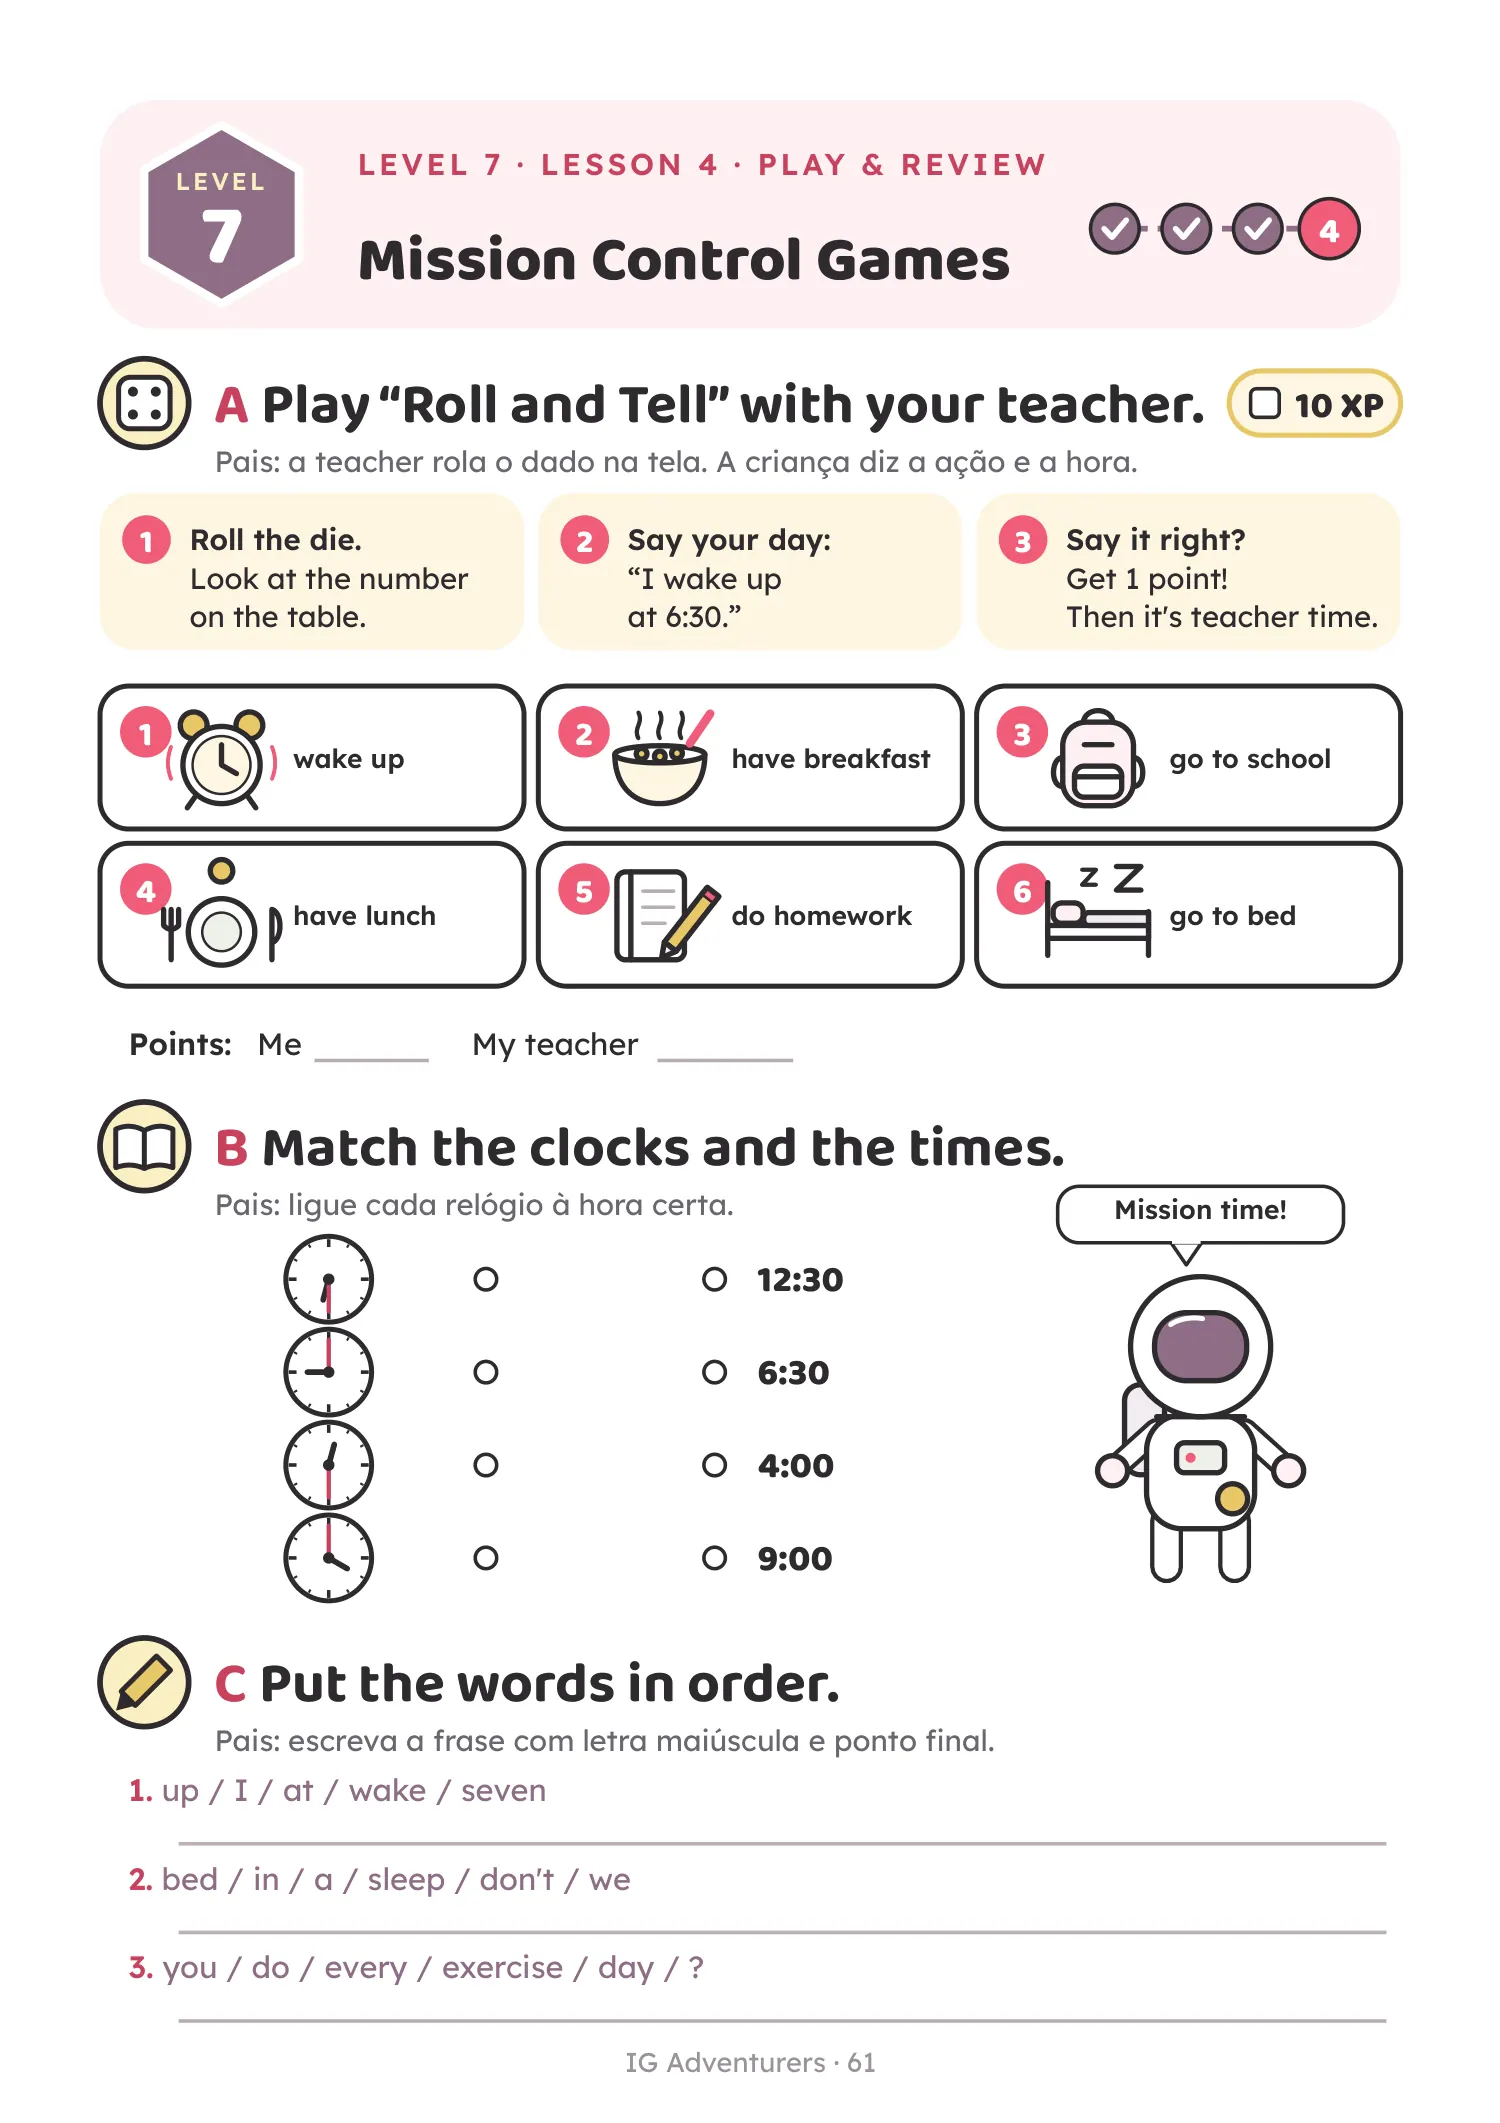 LEVEL
7
LEVEL 7 · LESSON 4 · PLAY & REVIEW
Mission Control Games
4
A Play “Roll and Tell” with your teacher.
10 XP
Pais: a teacher rola o dado na tela. A criança diz a ação e a hora.
1 Roll the die.
Look at the number
on the table.
2 Say your day:
“I wake up
at 6:30.”
3 Say it right?
Get 1 point!
Then it's teacher time.
1 wake up
2 have breakfast
3 go to school
4 have lunch
5 do homework
6 z Z go to bed
Points: Me ______ My teacher ______
B Match the clocks and the times.
Pais: ligue cada relógio à hora certa.
Mission time!
12:30
6:30
4:00
9:00
C Put the words in order.
Pais: escreva a frase com letra maiúscula e ponto final.
1. up / I / at / wake / seven
2. bed / in / a / sleep / don't / we
3. you / do / every / exercise / day / ?
IG Adventurers · 61